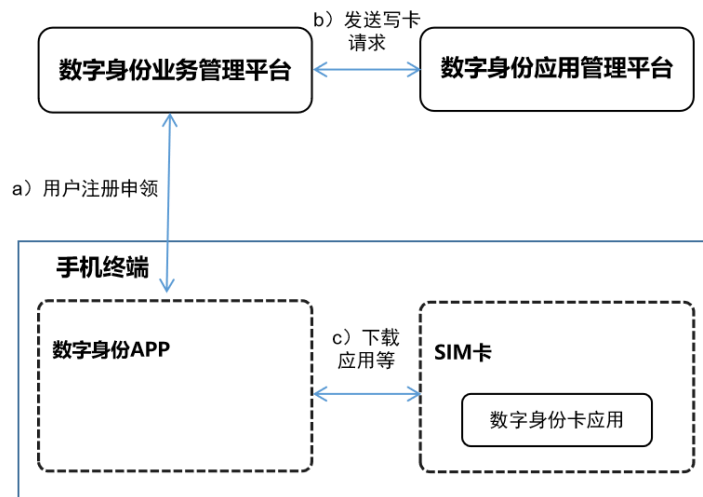 b）发送写卡
请求
数字身份业务管理平台
数字身份应用管理平台
a）用户注册申领
手机终端
数字身份APP
c）下载
应用等
SIM卡
数字身份卡应用